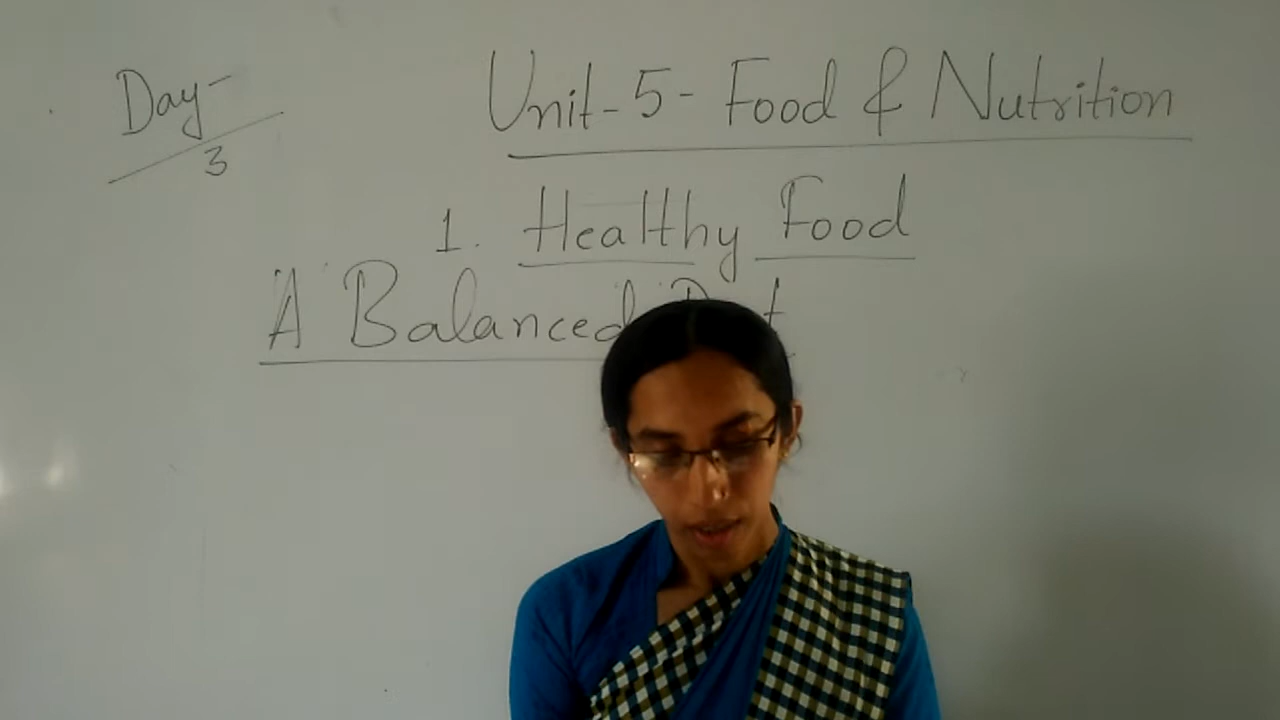 Day-
3
Unit-5- Food & Nutrition
1. Healthy Food
A Balanced